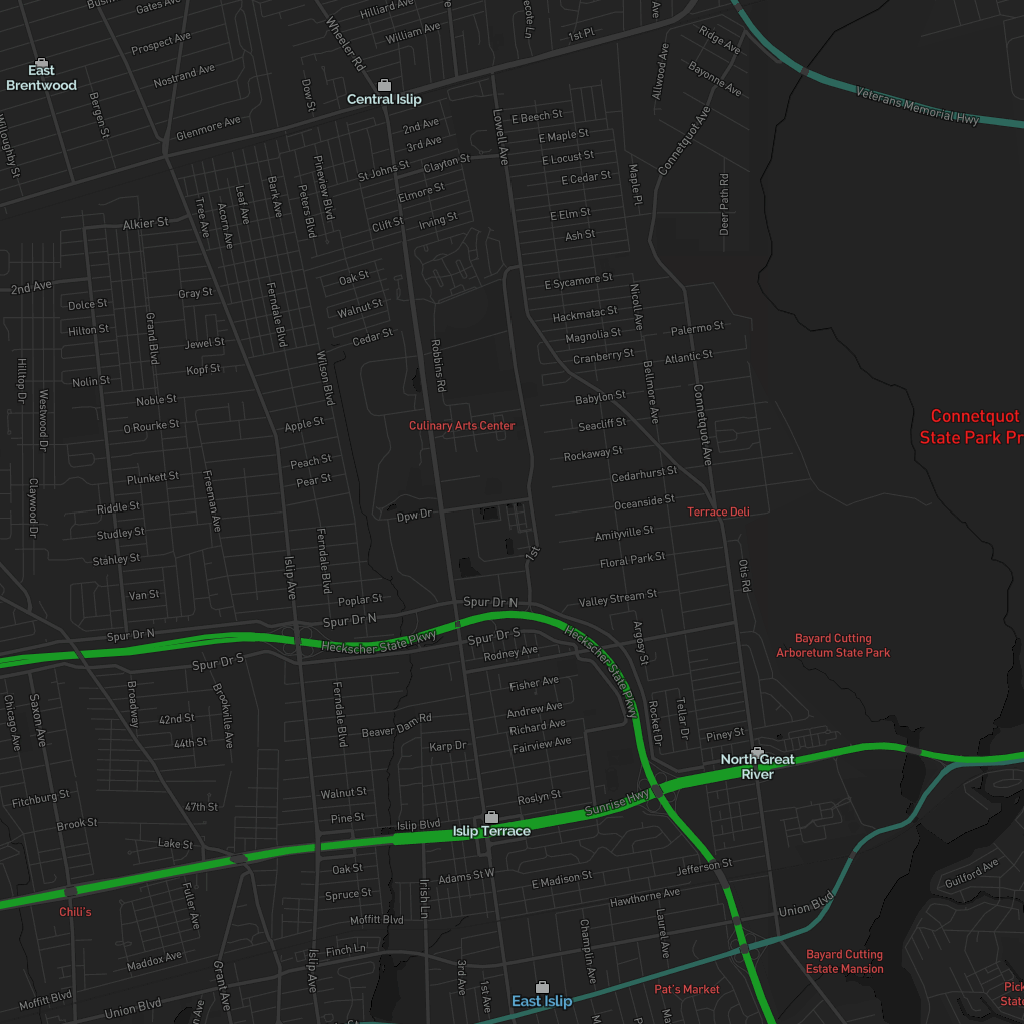 Gates Ave
Hilliard Ave
William Ave
Wheeler Rd
1st Pl
Ave
Ridge Ave
Prospect Ave
Nostrand Ave
East
Brentwood
Bergen St
Dow St
Central Islip
Allwood Ave
Bayonne Ave
Veterans Memorial Hwy
Willoughby St
Glenmore Ave
2nd Ave
3rd Ave
Lowell Ave
E Beech St
E Maple St
E Locust St
E Cedar St
Connetquot Ave
St Johns St
Clayton St
Elmore St
Clift St
Irving St
Maple Pl
Deer Path Rd
Tree Ave
Acorn Ave
Leaf Ave
Bark Ave
Peters Blvd
Pineview Blvd
E Elm St
Ash St
Alkier St
2nd Ave
Dolce St
Hilton St
Gray St
Grand Blvd
Ferndale Blvd
Oak St
Walnut St
Cedar St
E Sycamore St
Hackmatac St
Magnolia St
Cranberry St
Nicoll Ave
Palermo St
Atlantic St
Jewel St
Kopf St
Nolin St
Noble St
Hilltop Dr
Westwood Dr
Wilson Blvd
Robbins Rd
Bellmore Ave
Connetquot Ave
Babylon St
Seacliff St
Rockaway St
Cedarhurst St
Oceanside St
Amityville St
Floral Park St
Valley Stream St
O Rourke St
Apple St
Peach St
Pear St
Culinary Arts Center
Connetquot
State Park Pr
Plunkett St
Riddle St
Studley St
Stahley St
Van St
Claywood Dr
Freeman Ave
Ferndale Blvd
Islip Ave
Dpw Dr
1st
Terrace Deli
Otis Rd
Poplar St
Spur Dr N
Spur Dr N
Spur Dr N
Spur Dr S
Spur Dr S
Heckscher State Pkwy
Heckscher State Pkwy
Rodney Ave
Argosy St
Bayard Cutting
Arboretum State Park
Chicago Ave
Saxon Ave
Broadway
Brookville Ave
42nd St
44th St
47th St
Ferndale Blvd
Beaver Dam Rd
Karp Dr
Fisher Ave
Andrew Ave
Richard Ave
Fairview Ave
Rocket Dr
Tellar Dr
Piney St
North Great
River
Fitchburg St
Brook St
Walnut St
Pine St
Islip Blvd
Roslyn St
Sunrise Hwy
Islip Terrace
Lake St
Oak St
Spruce St
Moffitt Blvd
Finch Ln
Adams St W
E Madison St
Jefferson St
Hawthorne Ave
Union Blvd
Guilford Ave
Chili's
Fuller Ave
Maddox Ave
Grant Ave
Islip Ave
Irish Ln
3rd Ave
1st Ave
Champlin Ave
Laurel Ave
Moffitt Blvd
Union Blvd
East Islip
Pat's Market
Bayard Cutting
Estate Mansion